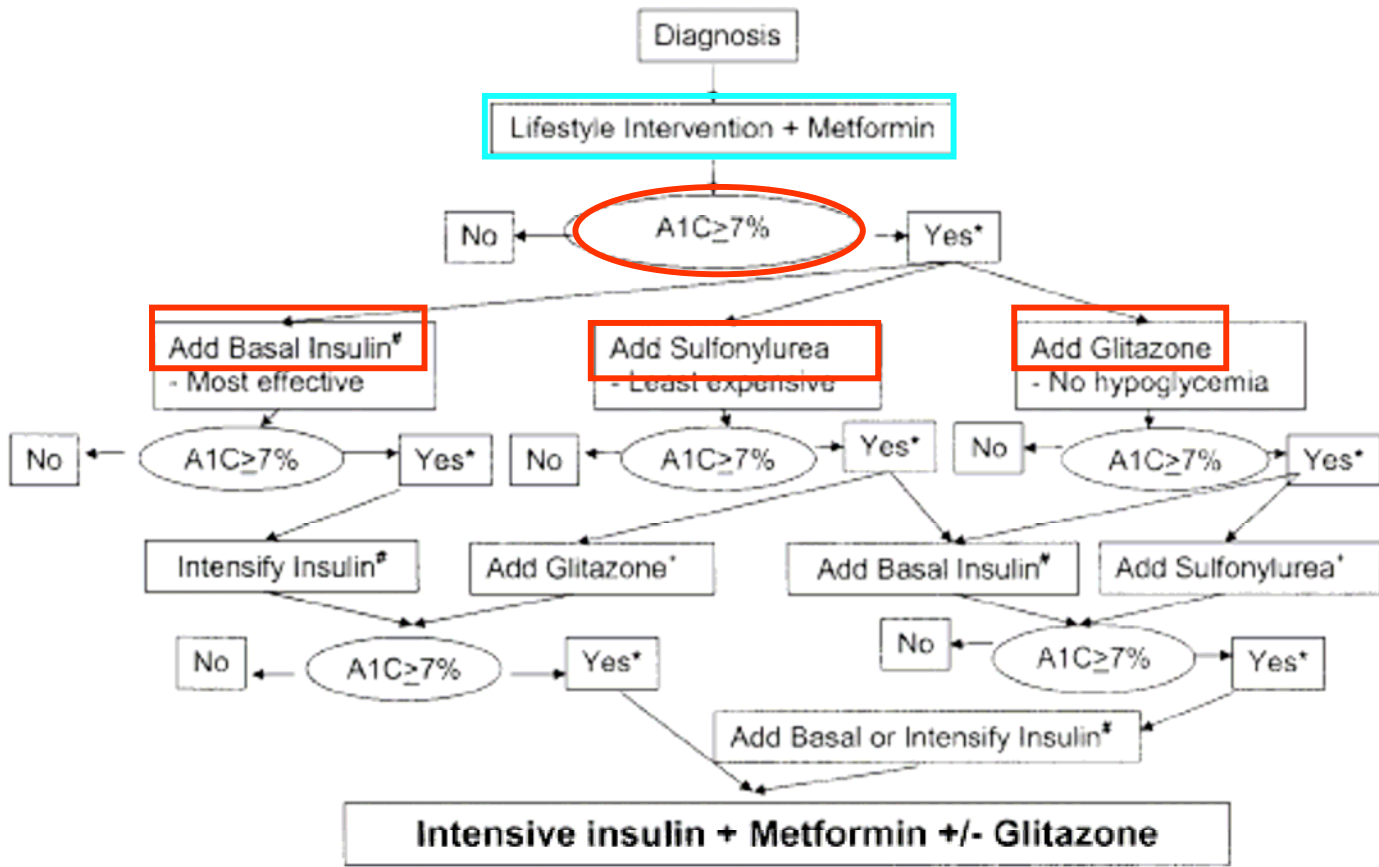 Diagnosis
Lifestyle Intervention + Metformin
No
A1C≥7%
Yes*
Add Basal Insulin#
- Most effective
Add Sulfonylurea
- Least expensive
Add Glitazone
- No hypoglycemia
No
A1C≥7%
Yes*
No
A1C≥7%
Yes*
No
A1C≥7%
Yes*
Intensify Insulin#
Add Glitazone+
Add Basal Insulin#
Add Sulfonylurea+
No
A1C≥7%
Yes*
No
A1C≥7%
Yes*
Add Basal or Intensify Insulin#
Intensive insulin + Metformin +/- Glitazone